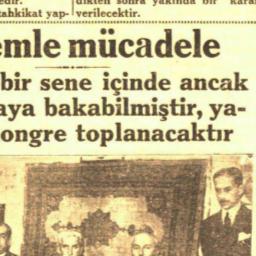 edir.
tahkikat yap-
dikten sonra yakında bir kara
verilecektir.
emle mücadele
bir sene içinde ancak
aya bakabilmiştir, ya-
ongre toplanacaktır